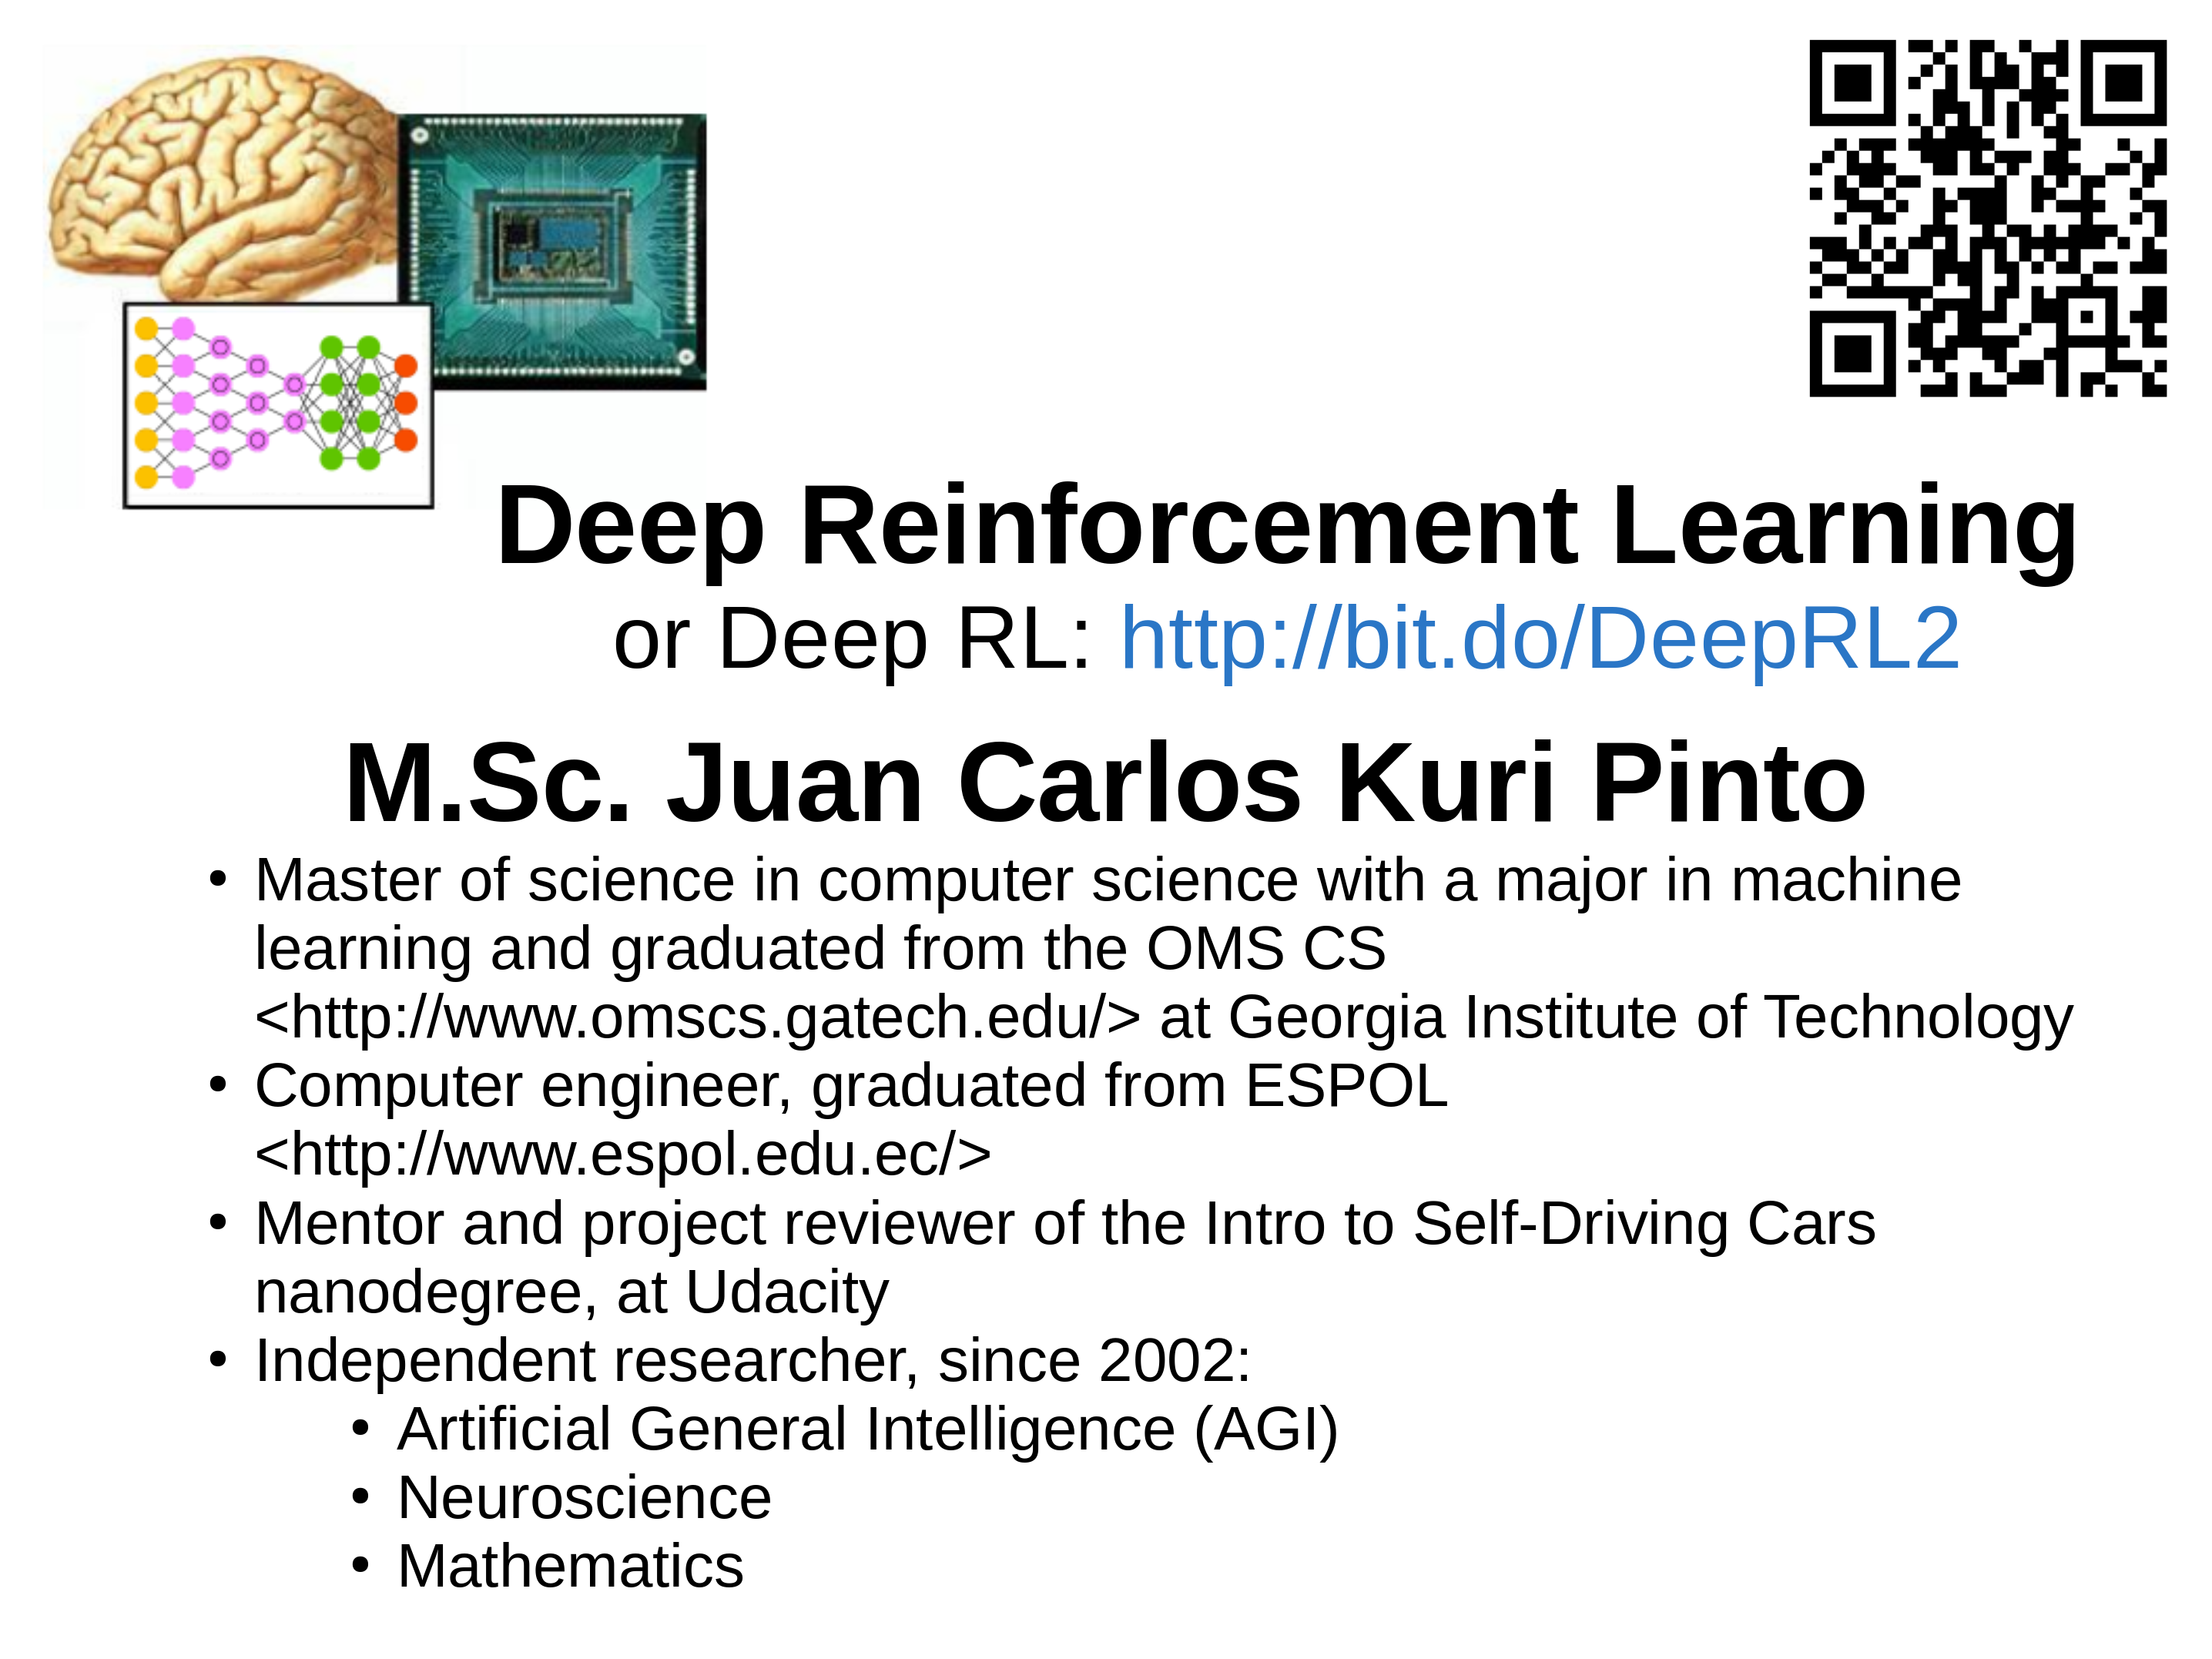 Deep Reinforcement Learning
or Deep RL: http://bit.do/DeepRL2
M.Sc. Juan Carlos Kuri Pinto
• Master of science in computer science with a major in machine
learning and graduated from the OMS CS
<http://www.omscs.gatech.edu/> at Georgia Institute of Technology
• Computer engineer, graduated from ESPOL
<http://www.espol.edu.ec/>
• Mentor and project reviewer of the Intro to Self-Driving Cars
nanodegree, at Udacity
• Independent researcher, since 2002:
• Artificial General Intelligence (AGI)
• Neuroscience
• Mathematics